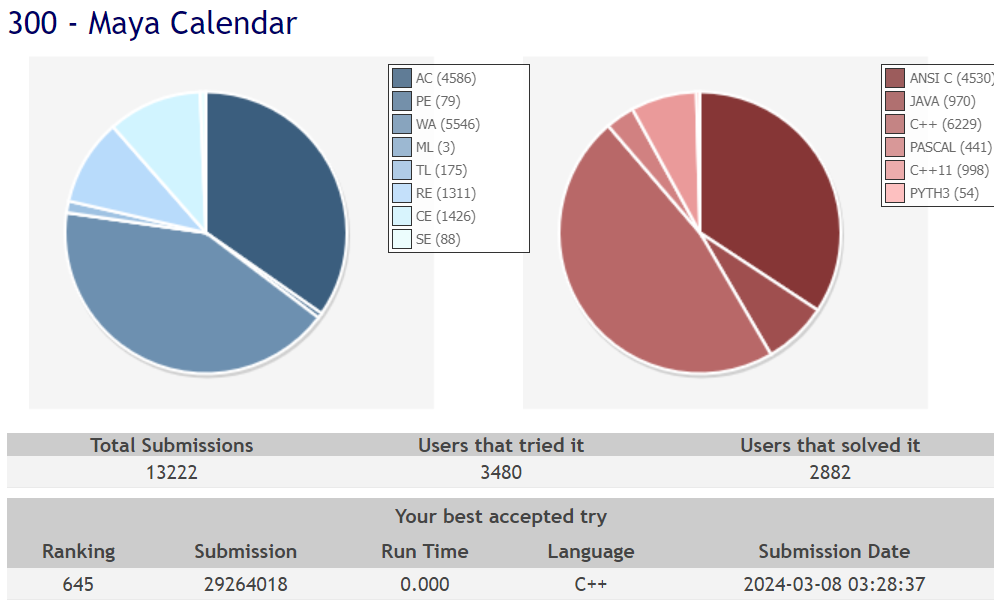 300 - Maya Calendar
AC (4586)
PE (79)
WA (5546)
ML (3)
TL (175)
RE (1311)
CE (1426)
SE (88)
ANSI C (4530)
JAVA (970)
C++ (6229)
PASCAL (441)
C++11 (998)
PYTH3 (54)
Total Submissions Users that tried it Users that solved it
13222 3480 2882
Your best accepted try
Ranking Submission Run Time Language Submission Date
645 29264018 0.000 C++ 2024-03-08 03:28:37